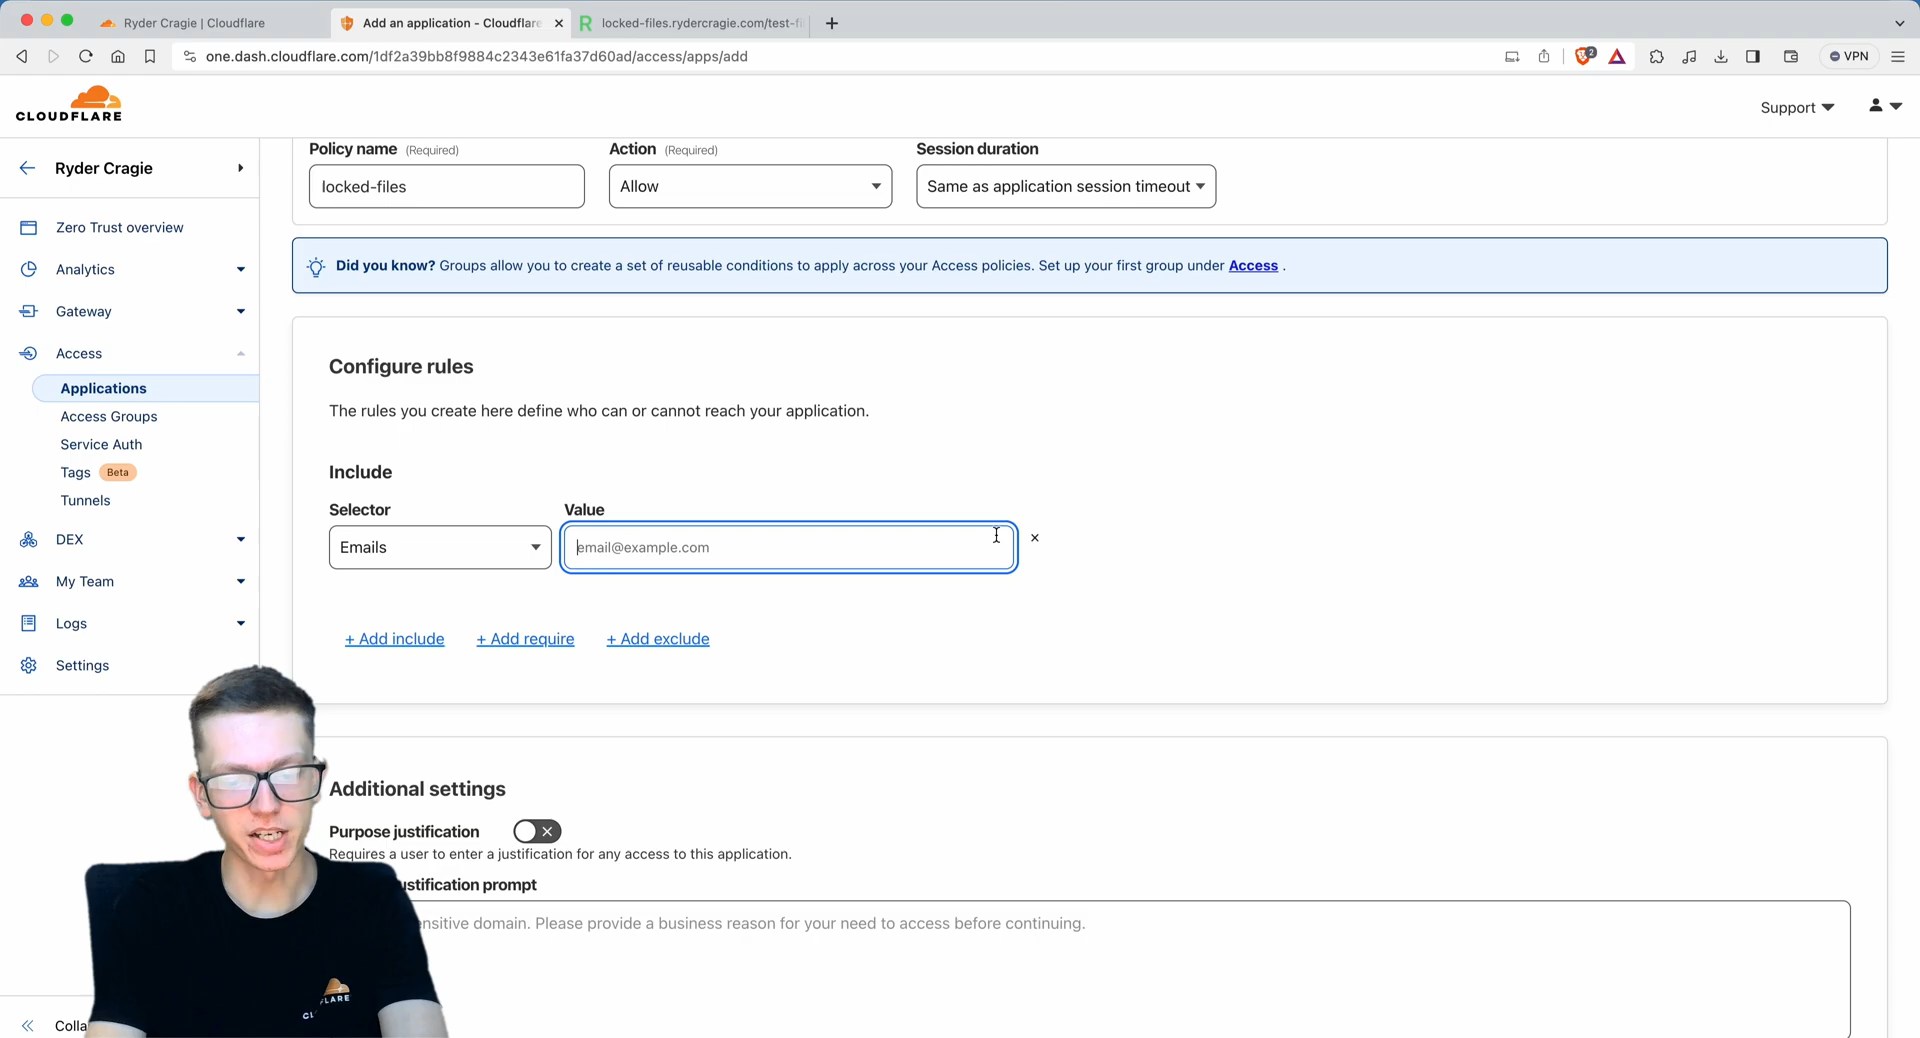 Ryder Cragie | Cloudflare
Add an application - Cloudflare
locked-files.rydercragie.com/test-fi
one.dash.cloudflare.com/1df2a39bb8f9884c2343e61fa37d60ad/access/apps/add
2
VPN
CLOUDFLARE
Support
Ryder Cragie
Zero Trust overview
Analytics
Gateway
Access
Applications
Access Groups
Service Auth
Tags Beta
Tunnels
DEX
My Team
Logs
Settings
Policy name (Required)
locked-files
Action (Required)
Allow
Session duration
Same as application session timeout
Did you know? Groups allow you to create a set of reusable conditions to apply across your Access policies. Set up your first group under Access .
Configure rules
The rules you create here define who can or cannot reach your application.
Include
Selector
Value
Emails
email@example.com
+ Add include
+ Add require
+ Add exclude
Additional settings
Purpose justification
Requires a user to enter a justification for any access to this application.
justification prompt
sensitive domain. Please provide a business reason for your need to access before continuing.
Colla